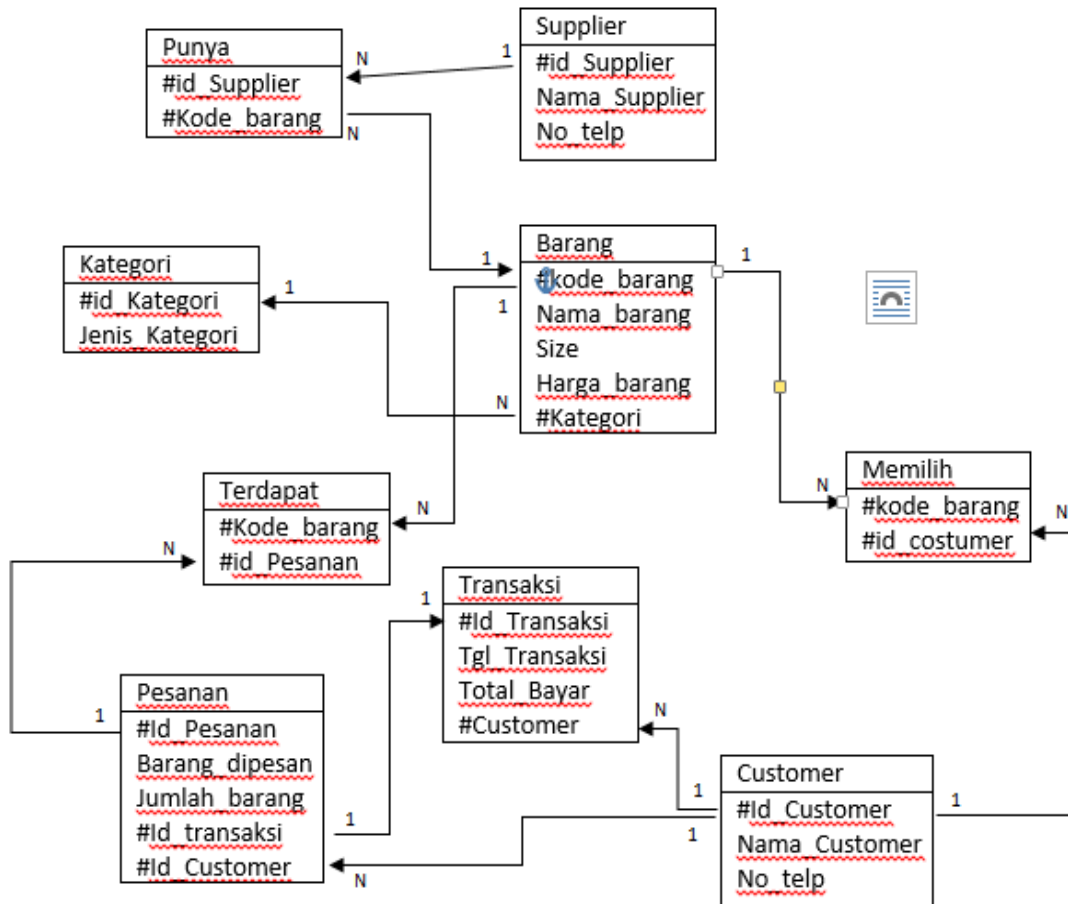 Punya
#id_Supplier
#Kode_barang
N
N
1
Supplier
#id_Supplier
Nama_Supplier
No_telp
Kategori
#id_Kategori
Jenis_Kategori
1
1
1
N
Barang
#kode_barang
Nama_barang
Size
Harga_barang
#Kategori
1
Terdapat
#Kode_barang
#id_Pesanan
N
N
Memilih
#kode_barang
#id_costumer
N
N
Transaksi
#Id_Transaksi
Tgl_Transaksi
Total_Bayar
#Customer
1
N
Pesanan
#Id_Pesanan
Barang_dipesan
Jumlah_barang
#Id_transaksi
#Id_Customer
1
1
N
Customer
#Id_Customer
Nama_Customer
No_telp
1
1
1